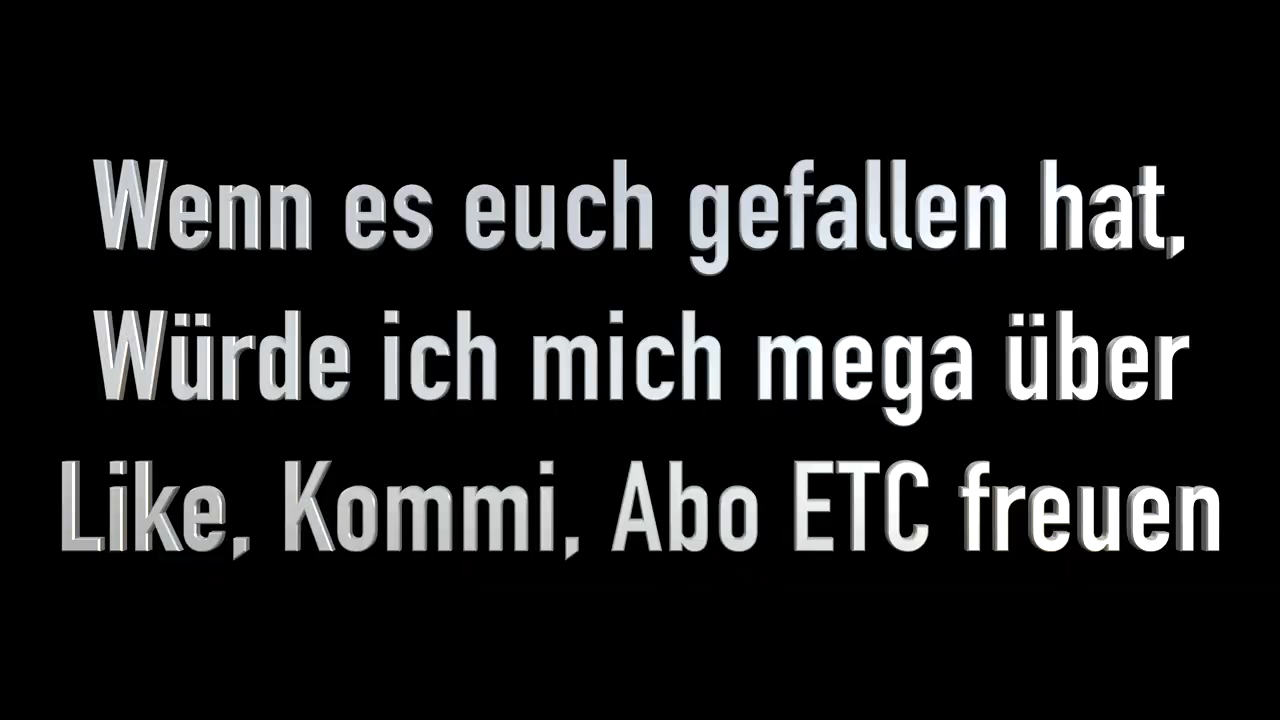 Wenn es euch gefallen hat,
Würde ich mich mega über
Like, Kommi, Abo ETC freuen